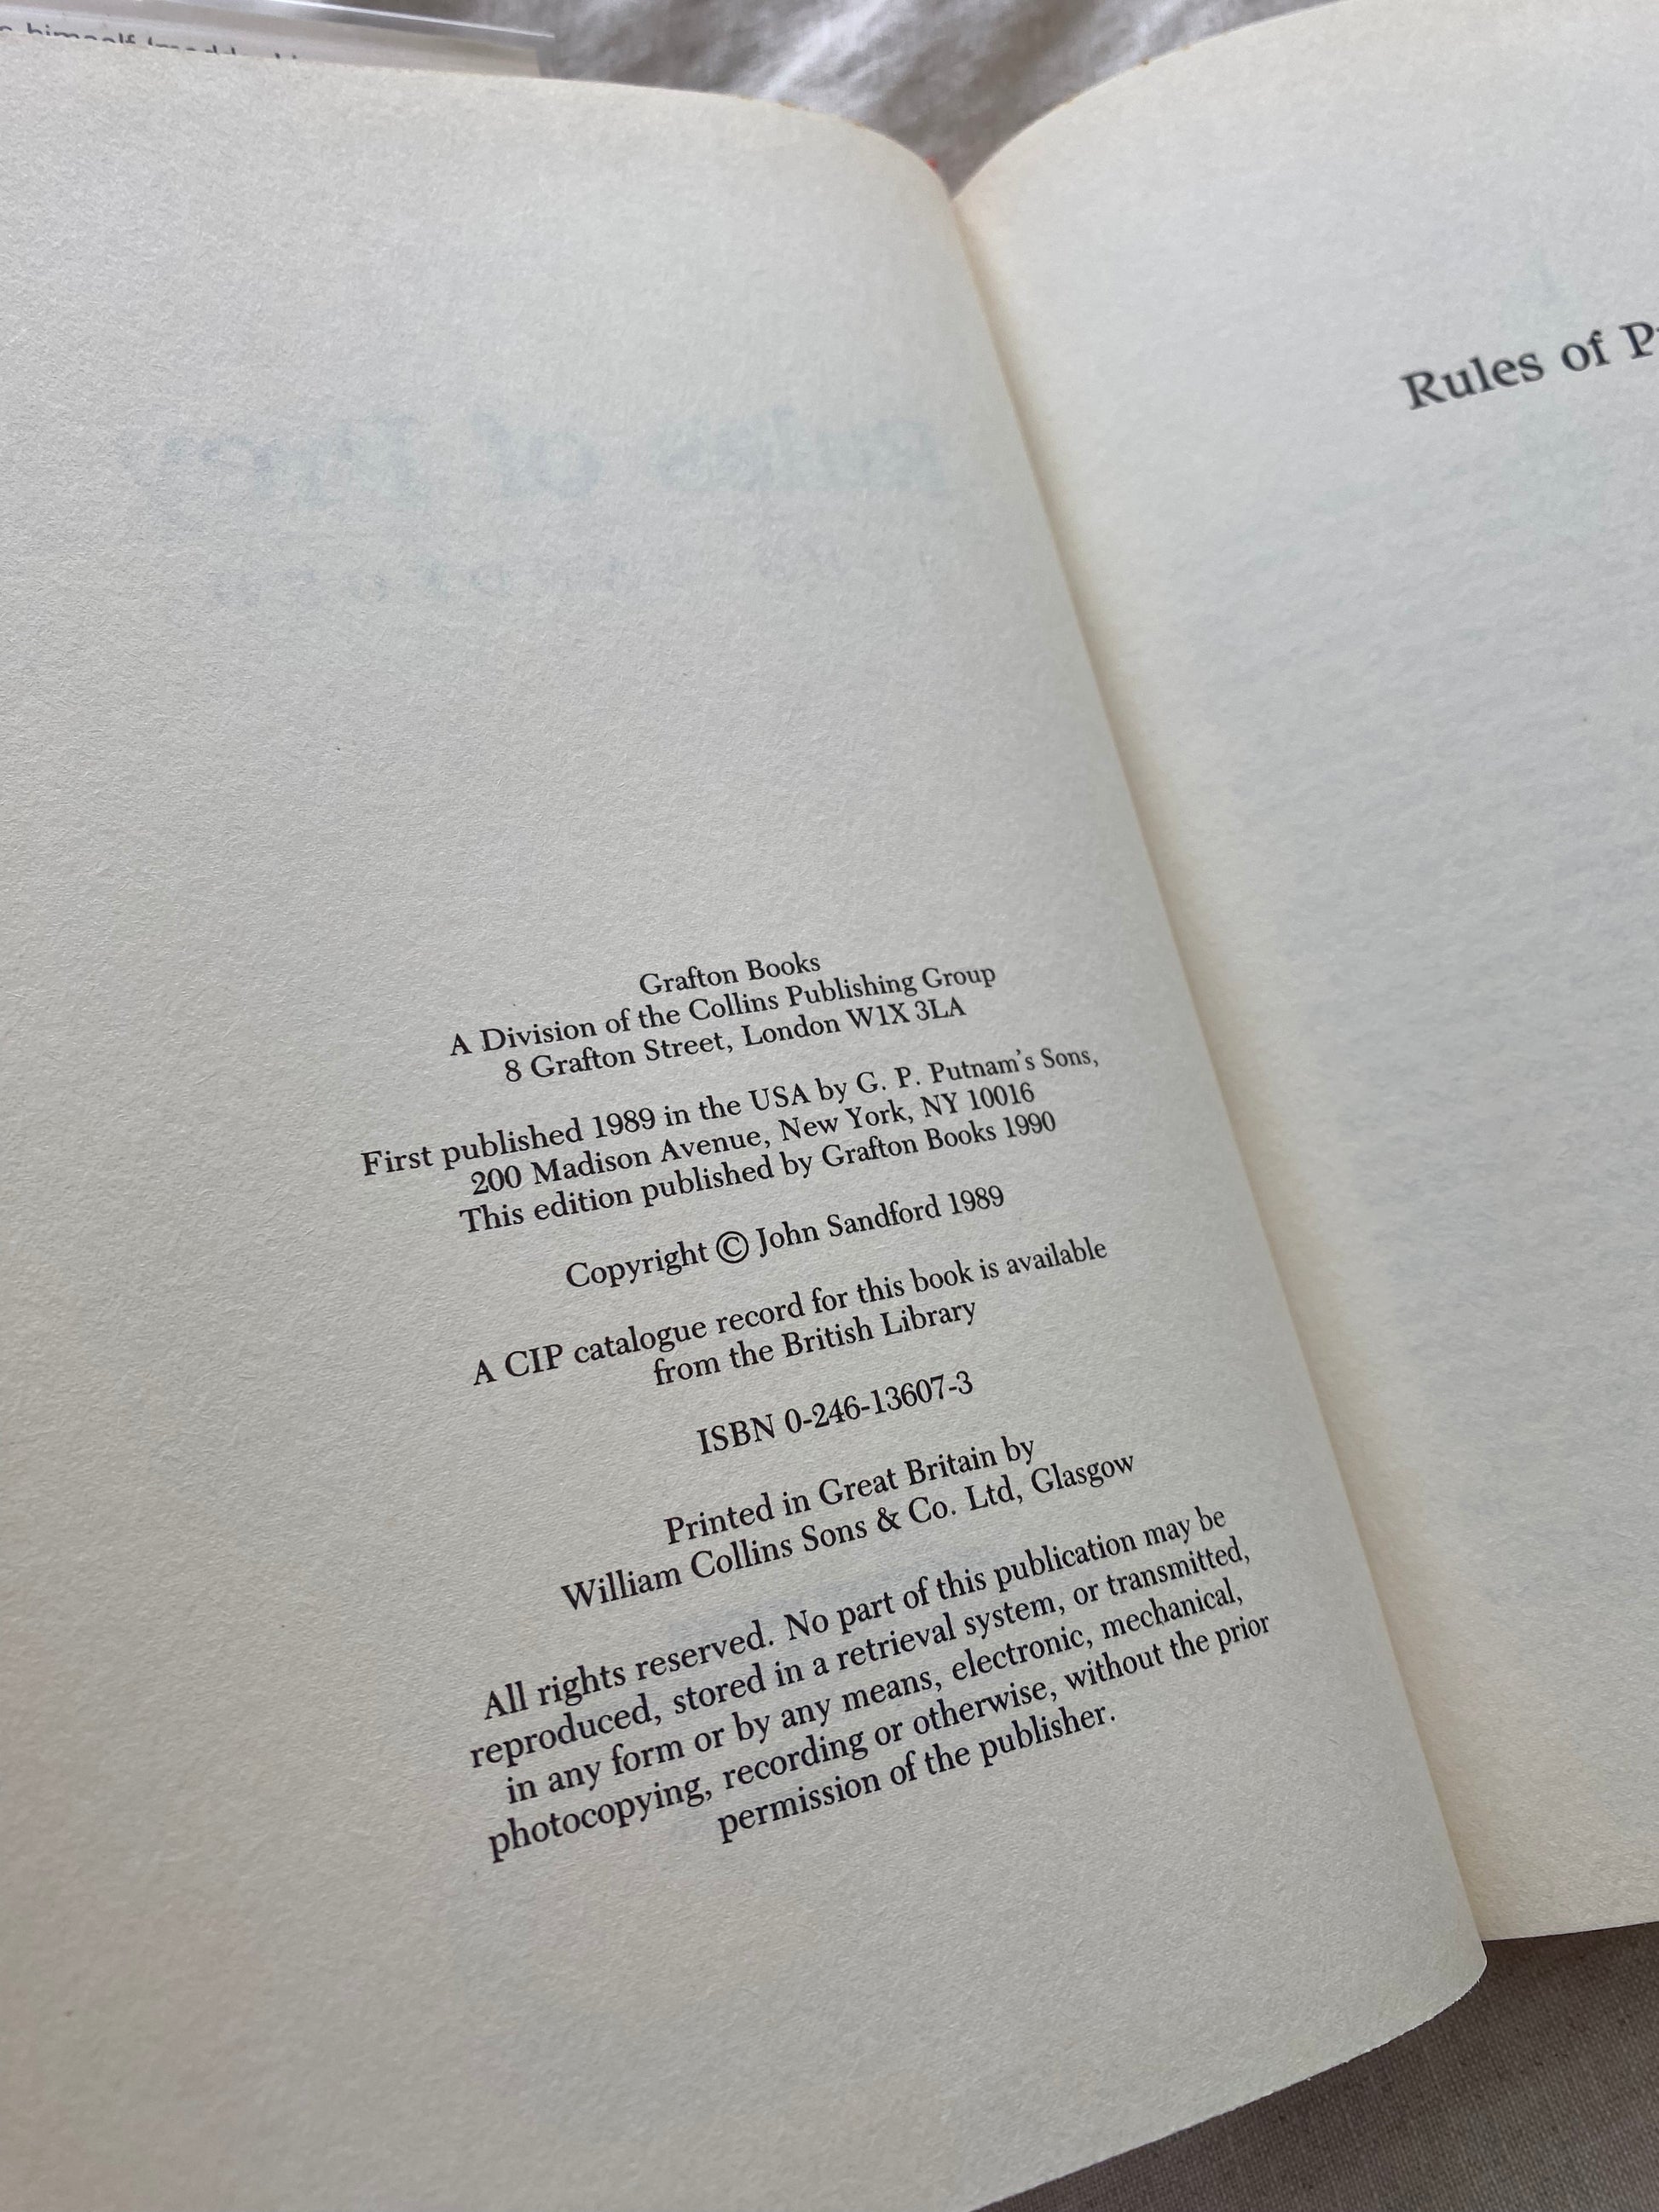 Grafton Books
A Division of the Collins Publishing Group
8 Grafton Street, London W1X 3LA
First published 1989 in the USA by G. P. Putnam's Sons,
200 Madison Avenue, New York, NY 10016
This edition published by Grafton Books 1990
Copyright © John Sandford 1989
A CIP catalogue record for this book is available
from the British Library
ISBN 0-246-13607-3
Printed in Great Britain by
William Collins Sons & Co. Ltd, Glasgow
All rights reserved. No part of this publication may be
reproduced, stored in a retrieval system, or transmitted,
in any form or by any means, electronic, mechanical,
photocopying, recording or otherwise, without the prior
permission of the publisher.
Rules of